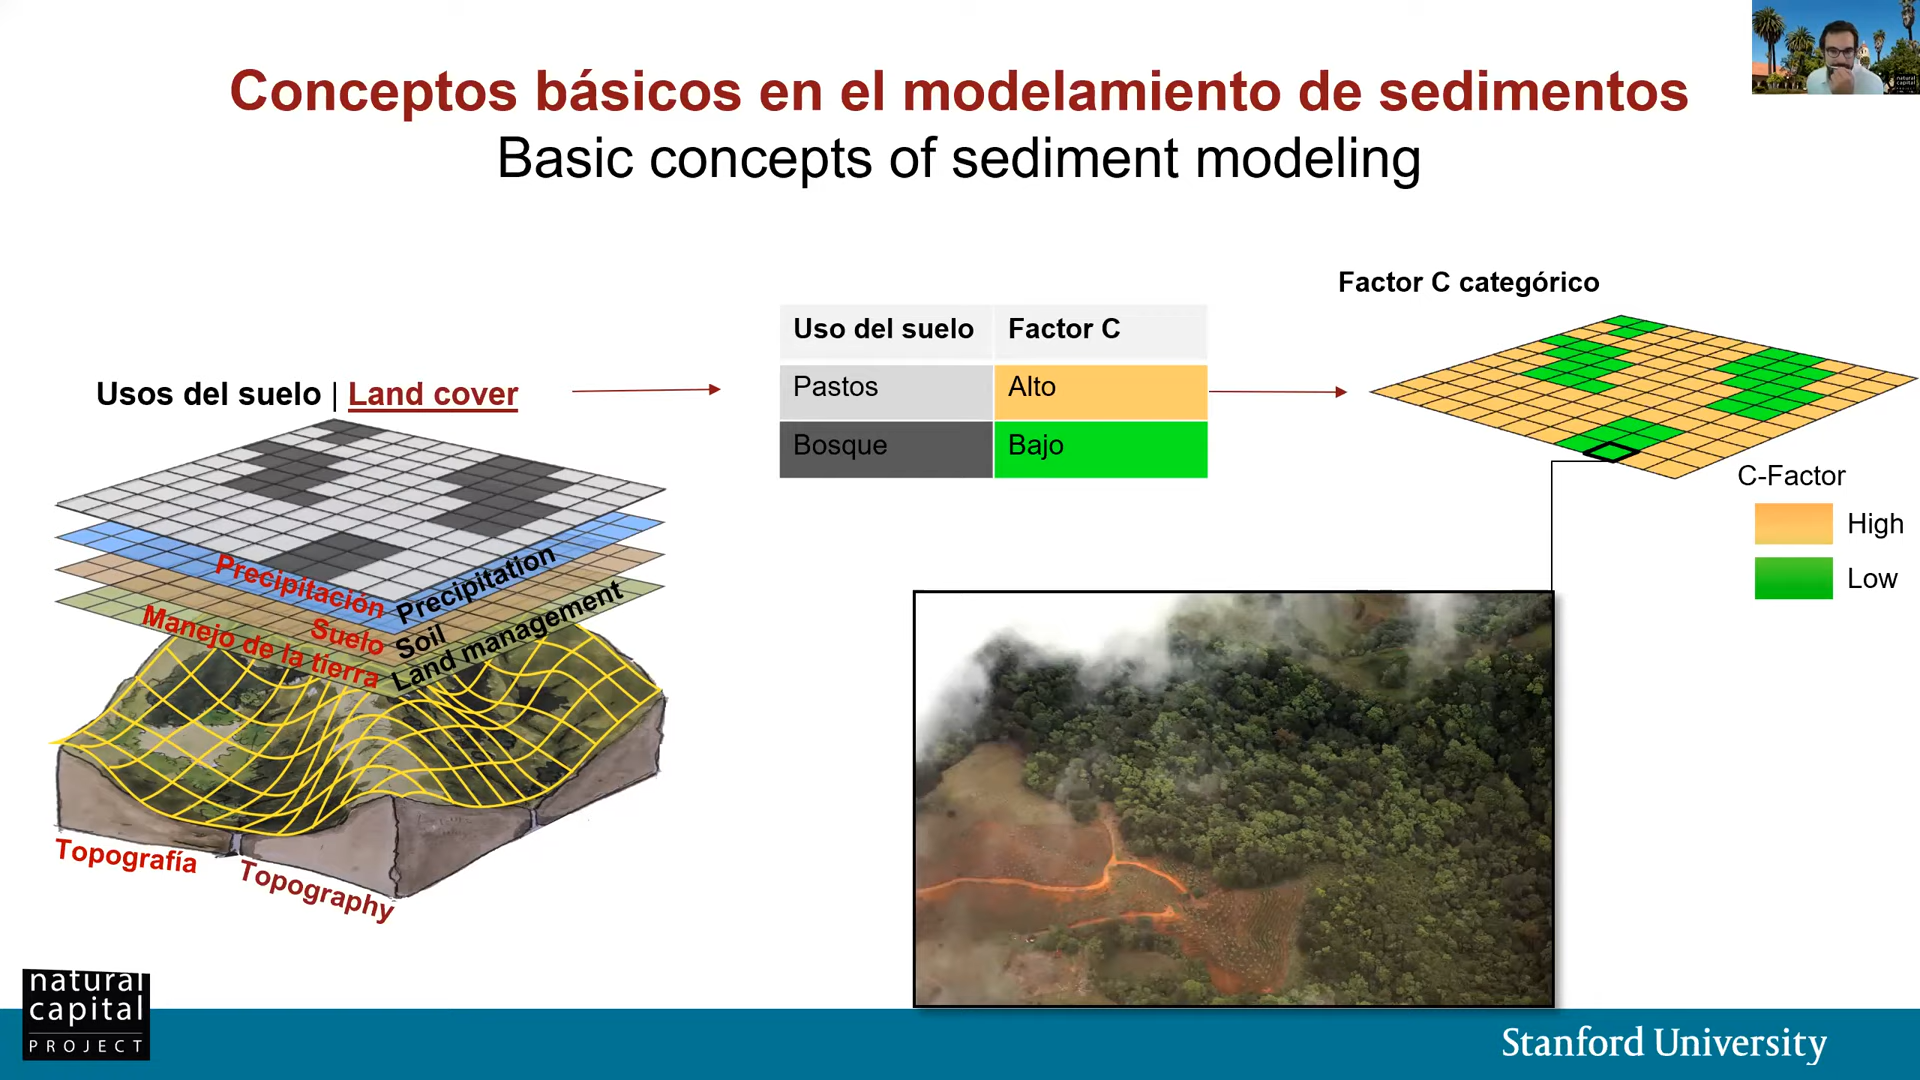 Conceptos básicos en el modelamiento de sedimentos
Basic concepts of sediment modeling
Usos del suelo | Land cover
Precipitación
Precipitation
Suelo
Soil
Manejo de la tierra
Land management
Topografía
Topography
Uso del suelo
Factor C
Pastos
Alto
Bosque
Bajo
Factor C categórico
C-Factor
High
Low
natural
capital
PROJECT
Stanford University